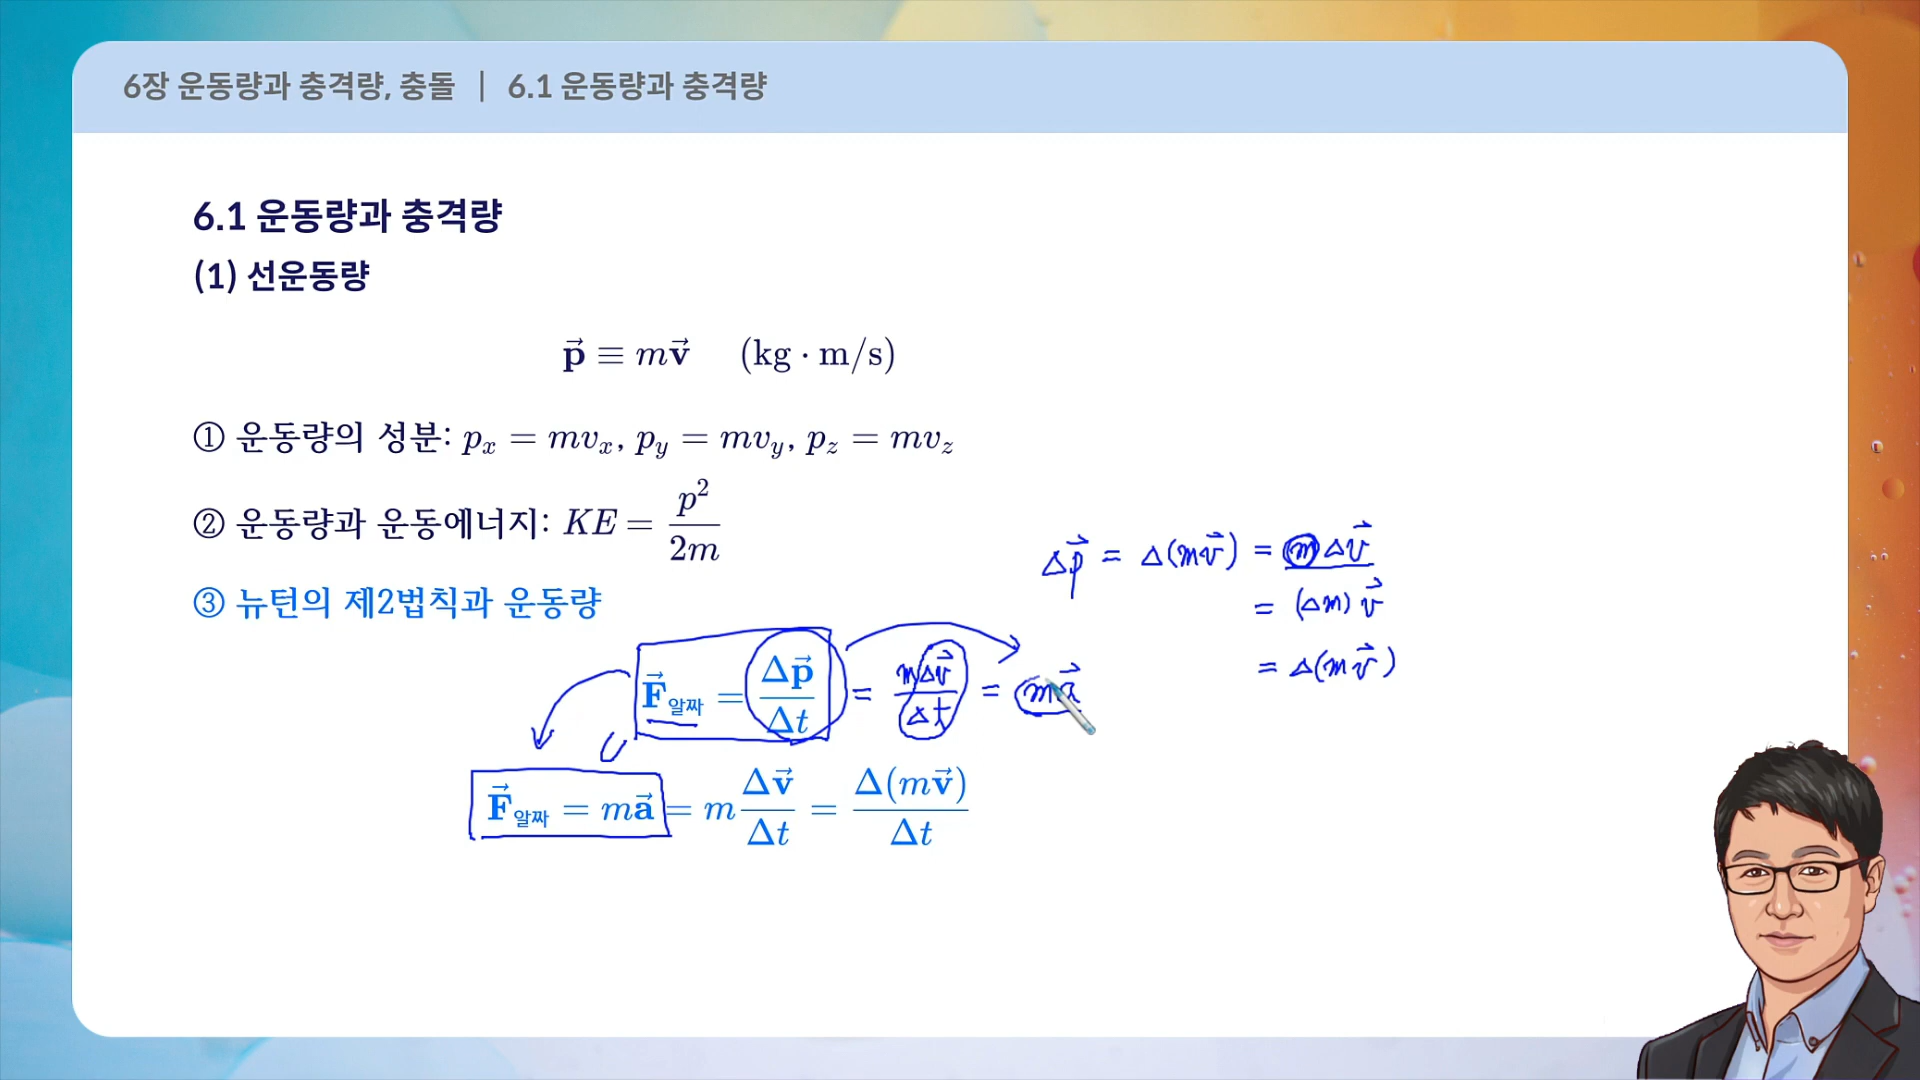 6장 운동량과 충격량, 충돌 | 6.1 운동량과 충격량
6.1 운동량과 충격량
(1) 선운동량
p⃗ ≡ mv⃗ (kg · m/s)
① 운동량의 성분: pₓ = mvₓ, p_y = mv_y, p_z = mv_z
② 운동량과 운동에너지: KE = p²/2m
Δp⃗ = Δ(mv⃗) = mΔv⃗
= (Δm)v⃗
= Δ(mv⃗)
③ 뉴턴의 제2법칙과 운동량
F⃗알짜 = Δp⃗/Δt = mΔv⃗/Δt = ma⃗
F⃗알짜 = ma⃗ = m Δv⃗/Δt = Δ(mv⃗)/Δt